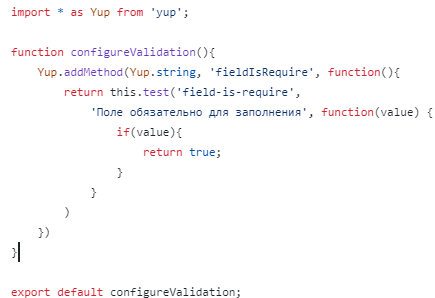 import * as Yup from 'yup';
function configureValidation(){
Yup.addMethod(Yup.string, 'fieldIsRequire', function(){
return this.test('field-is-require',
'Поле обязательно для заполнения', function(value) {
if(value){
return true;
}
}
)
})
}
export default configureValidation;